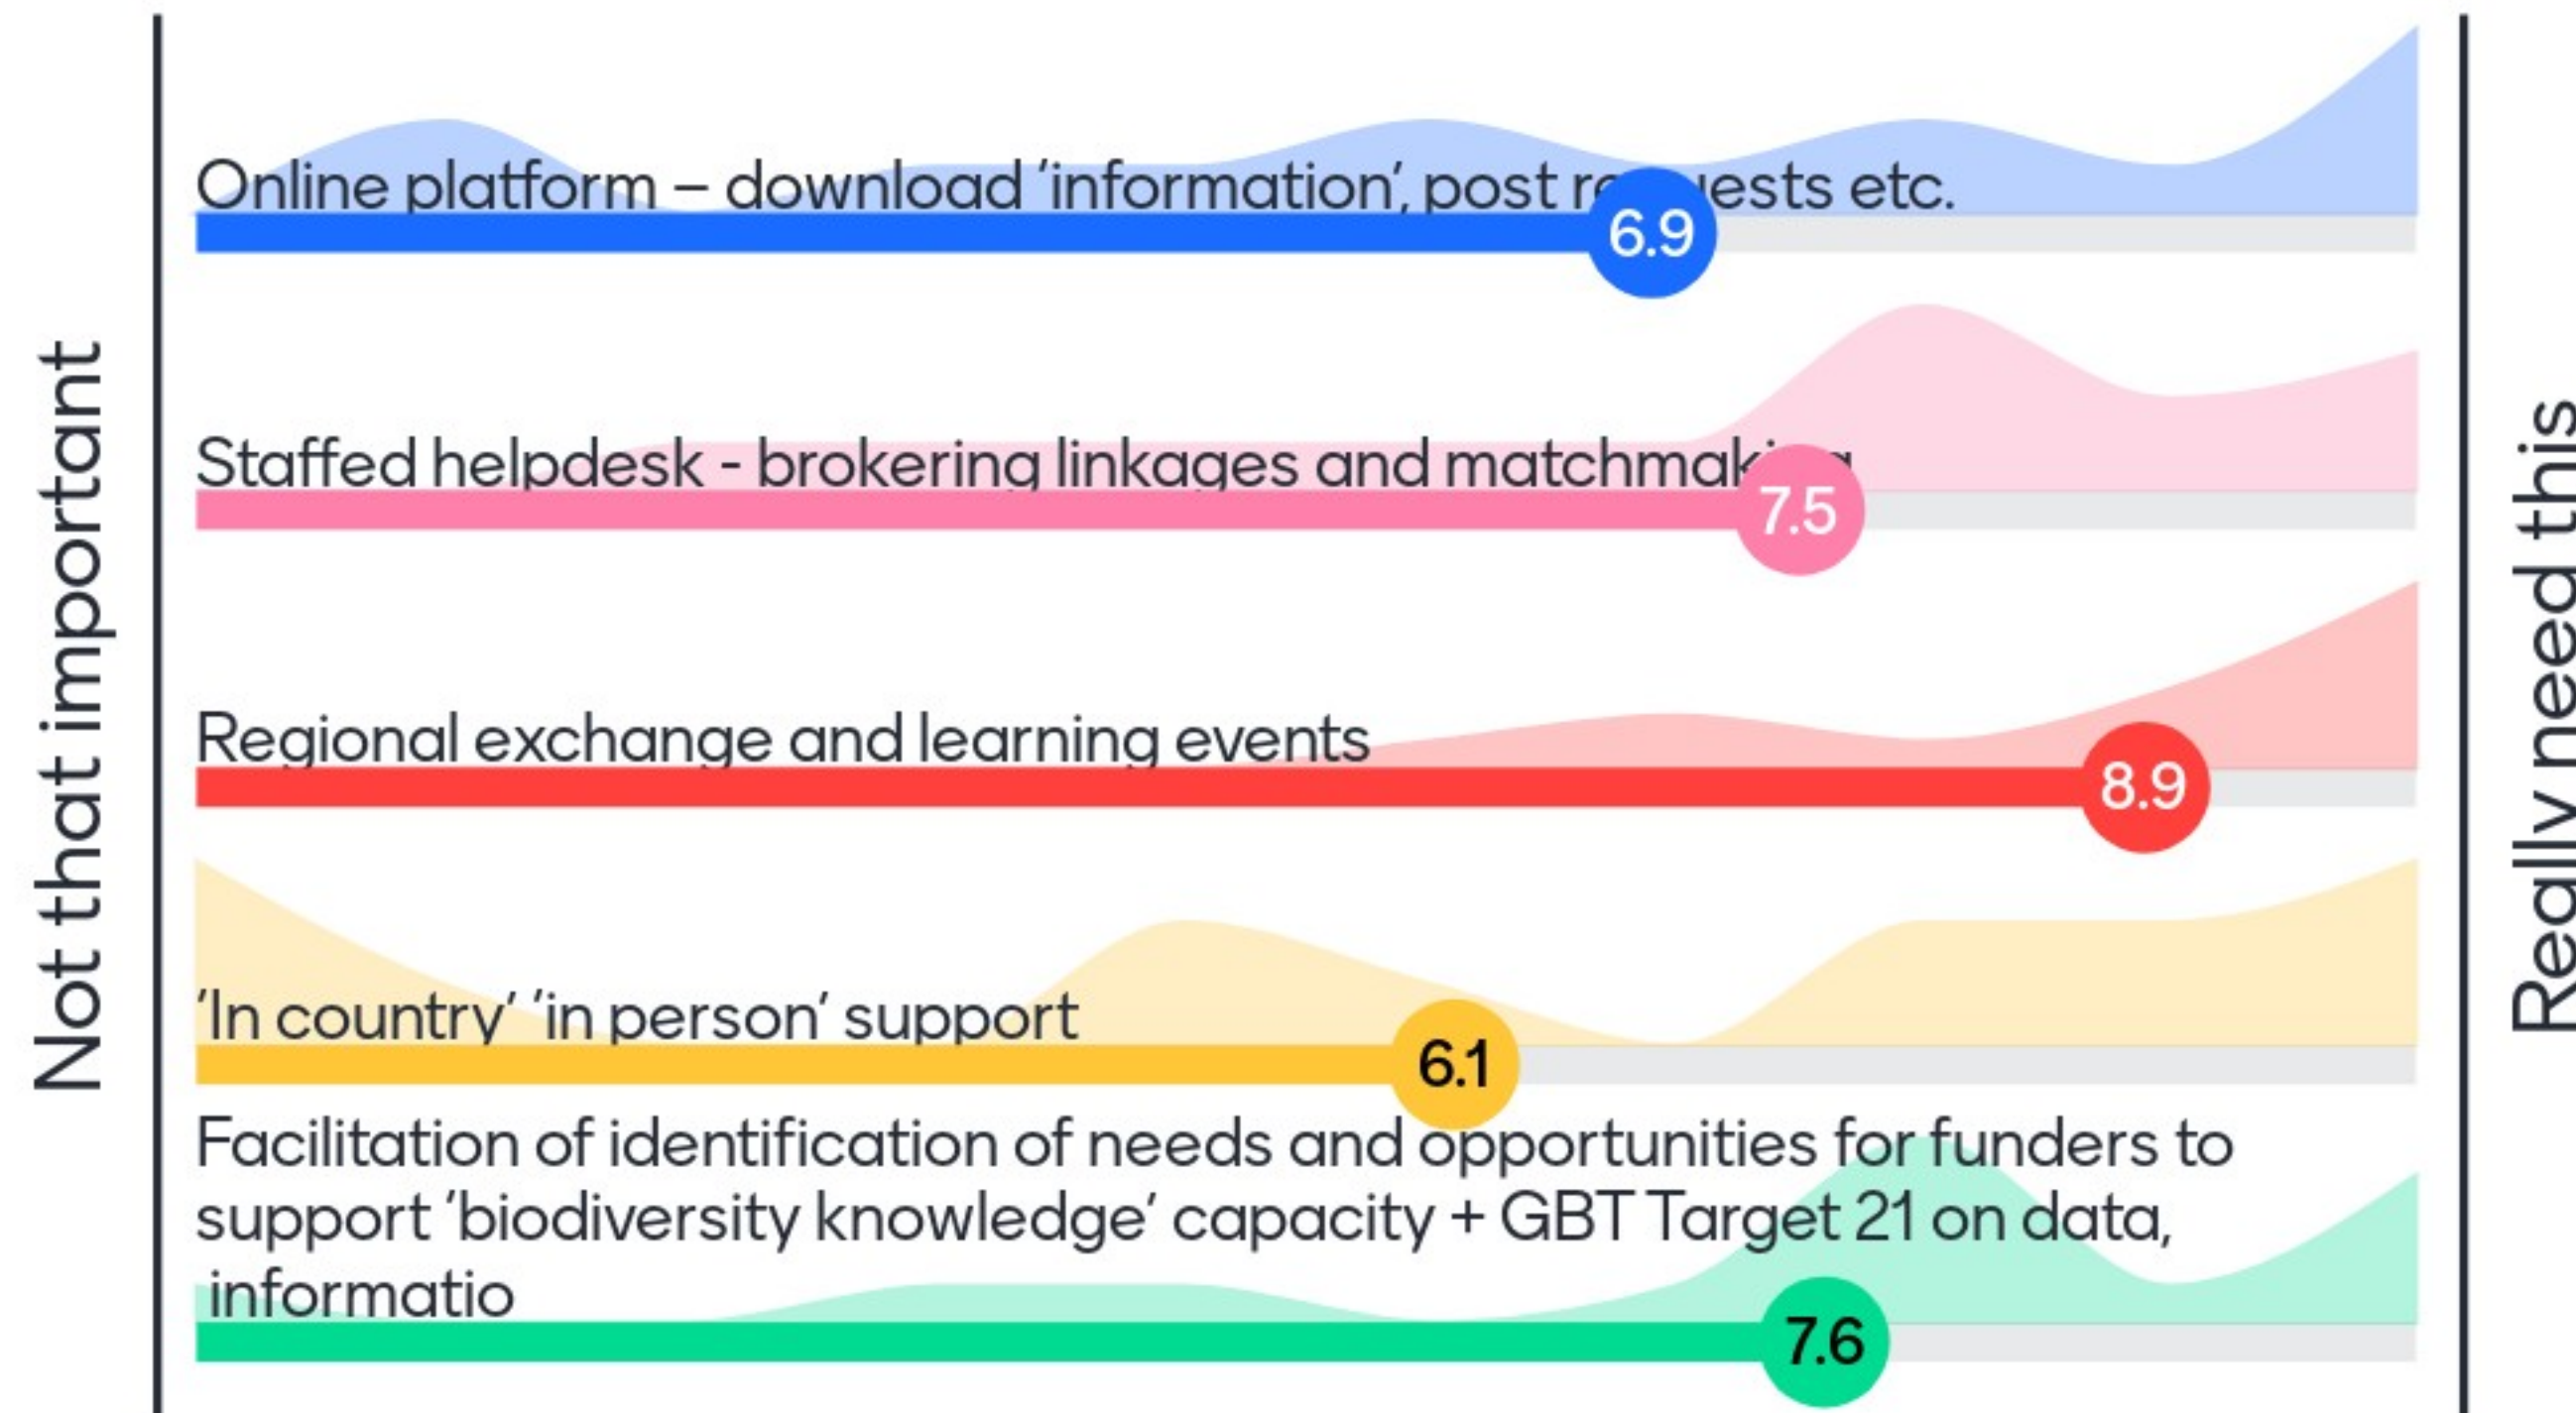 Not that important
Online platform – download ‘information’, post requests etc.
6.9
Staffed helpdesk - brokering linkages and matchmaking
7.5
Regional exchange and learning events
8.9
‘In country’ ‘in person’ support
6.1
Facilitation of identification of needs and opportunities for funders to
support ‘biodiversity knowledge’ capacity + GBT Target 21 on data,
informatio
7.6
Really need this